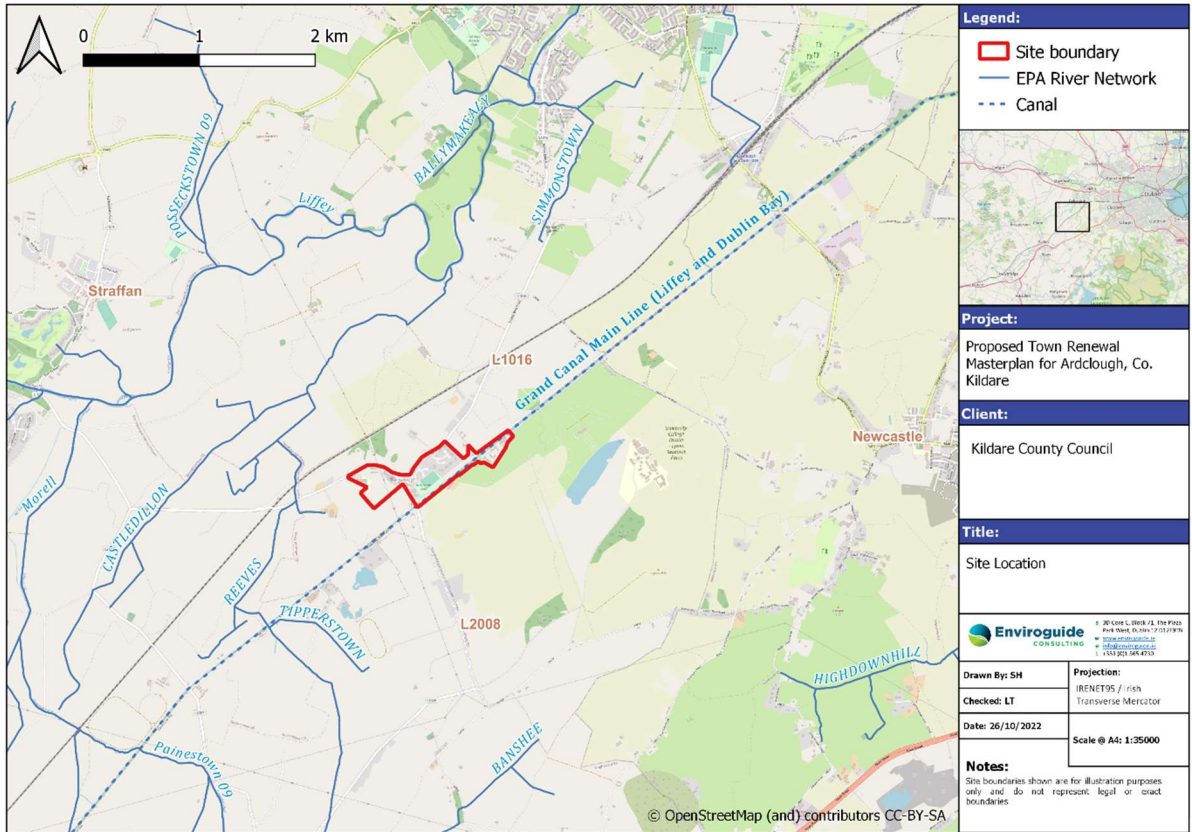 0 1 2 km
POSSECKSTOWN 09
BALLYMAKEALY
SIMMONSTOWN
Liffey
Straffan
Grand Canal Main Line (Liffey and Dublin Bay)
L1016
Newcastle
Morell
CASTLEDILLON
REEVES
TIPPERSTOWN
L2008
HIGHDOWNHILL
BANSHEE
Painestown 09
© OpenStreetMap (and) contributors CC-BY-SA
Legend:
Site boundary
EPA River Network
Canal
Project:
Proposed Town Renewal
Masterplan for Ardclough, Co.
Kildare
Client:
Kildare County Council
Title:
Site Location
Enviroguide
CONSULTING
Drawn By: SH
Checked: LT
Date: 26/10/2022
Projection:
IRENET95 / Irish
Transverse Mercator
Scale @ A4: 1:35000
Notes:
Site boundaries shown are for illustration purposes
only and do not represent legal or exact
boundaries